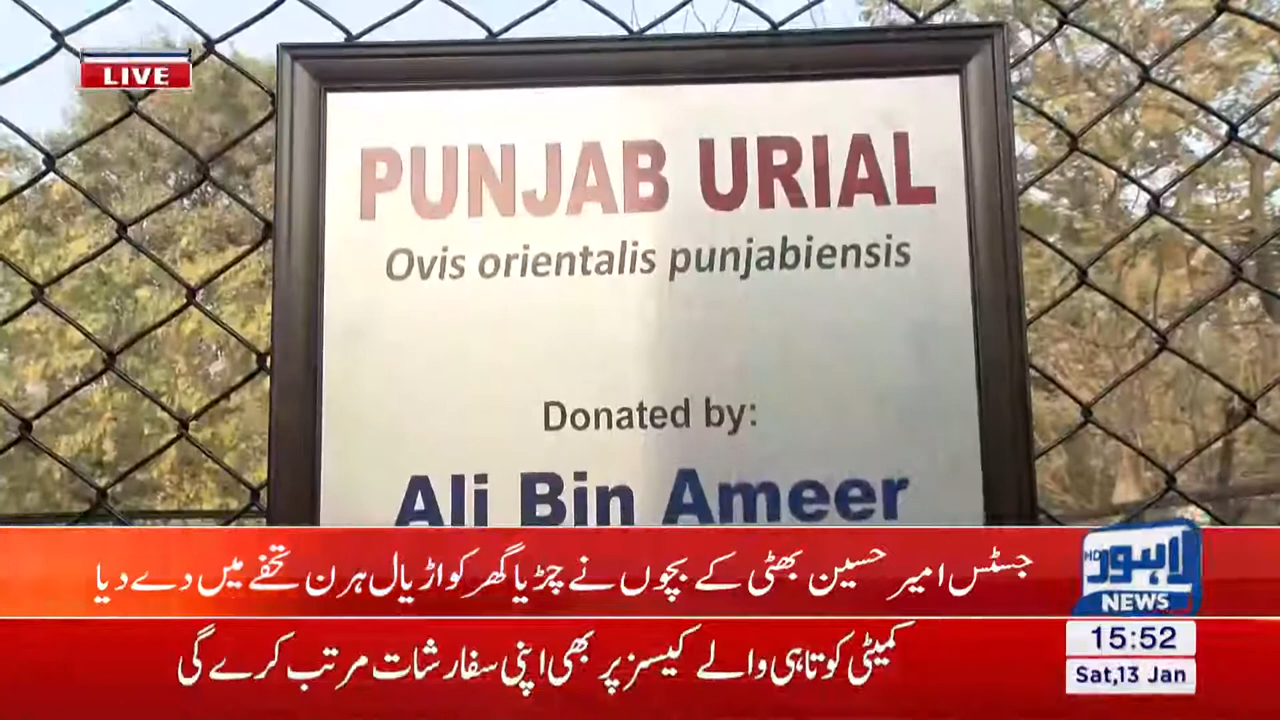 LIVE
PUNJAB URIAL
Ovis orientalis punjabiensis
Donated by:
Ali Bin Ameer
جسٹس امیر حسین بھٹی کے بچوں نے چڑیا گھر کو اڑیال ہرن تحفے میں دے دیا
کمیٹی کوتاہی والے کیسز پر بھی اپنی سفارشات مرتب کرے گی
HD
لاہور
NEWS
15:52
Sat,13 Jan